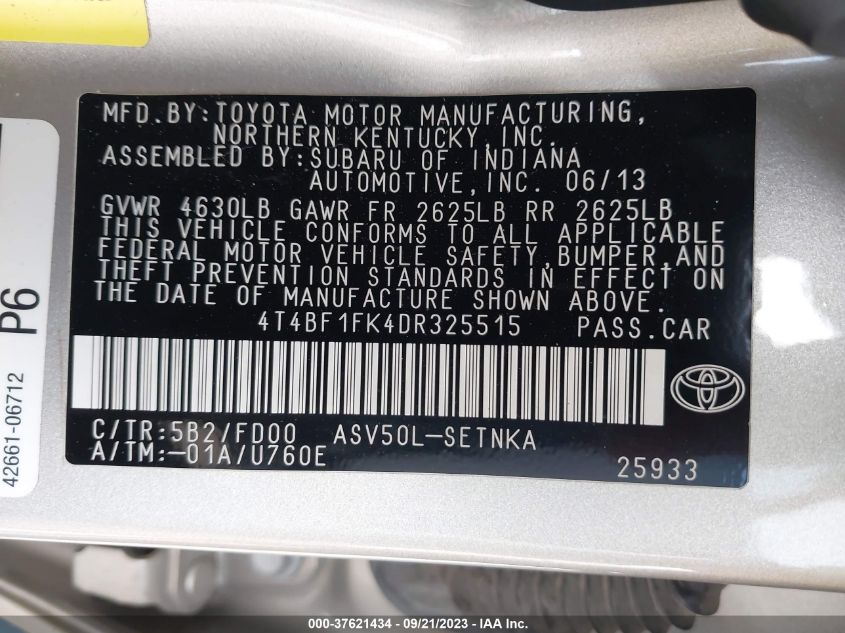 MFD.BY:TOYOTA MOTOR MANUFACTURING,
NORTHERN KENTUCKY,INC.
ASSEMBLED BY:SUBARU OF INDIANA
AUTOMOTIVE,INC. 06/13
GVWR 4630LB GAWR FR 2625LB RR 2625LB
THIS VEHICLE CONFORMS TO ALL APPLICABLE
FEDERAL MOTOR VEHICLE SAFETY,BUMPER,AND
THEFT PREVENTION STANDARDS IN EFFECT ON
THE DATE OF MANUFACTURE SHOWN ABOVE.
4T4BF1FK4DR325515 PASS.CAR
C/TR:5B2/FD00 ASV50L-SETNKA
A/TM:-01A/U760E
25933
P6
42661-06712
000-37621434 - 09/21/2023 - IAA Inc.